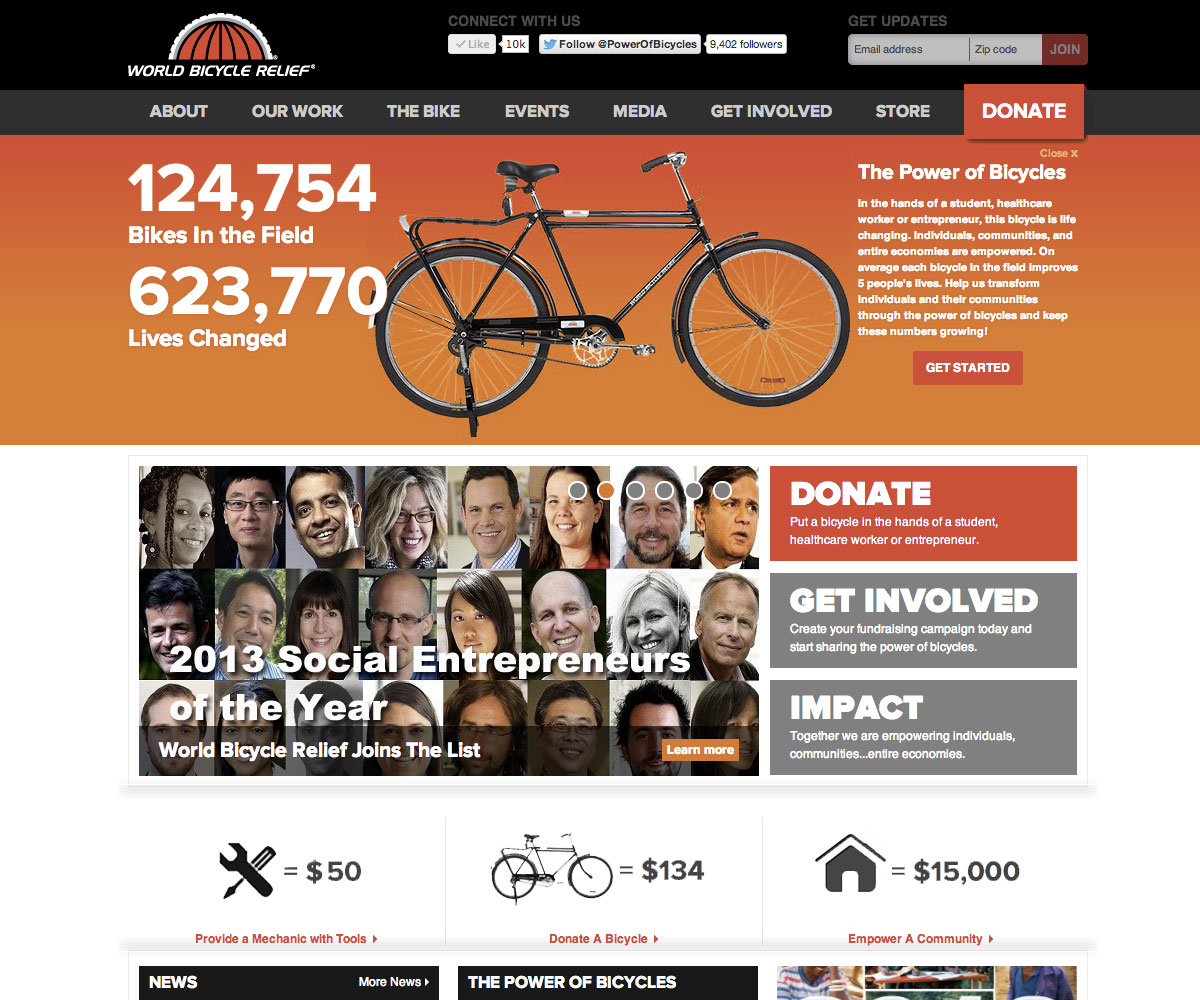 WORLD BICYCLE RELIEF®
CONNECT WITH US
Like
10k
Follow @PowerOfBicycles
9,402 followers
GET UPDATES
Email address
Zip code
JOIN
ABOUT
OUR WORK
THE BIKE
EVENTS
MEDIA
GET INVOLVED
STORE
DONATE
124,754
Bikes In the Field
623,770
Lives Changed
WORLD BICYCLE RELIEF
Close X
The Power of Bicycles
In the hands of a student, healthcare
worker or entrepreneur, this bicycle is life
changing. Individuals, communities, and
entire economies are empowered. On
average each bicycle in the field improves
5 people's lives. Help us transform
individuals and their communities
through the power of bicycles and keep
these numbers growing!
GET STARTED
2013 Social Entrepreneurs
of the Year
World Bicycle Relief Joins The List
Learn more
DONATE
Put a bicycle in the hands of a student,
healthcare worker or entrepreneur.
GET INVOLVED
Create your fundraising campaign today and
start sharing the power of bicycles.
IMPACT
Together we are empowering individuals,
communities...entire economies.
= $50
Provide a Mechanic with Tools
= $134
Donate A Bicycle
= $15,000
Empower A Community
NEWS
More News
THE POWER OF BICYCLES